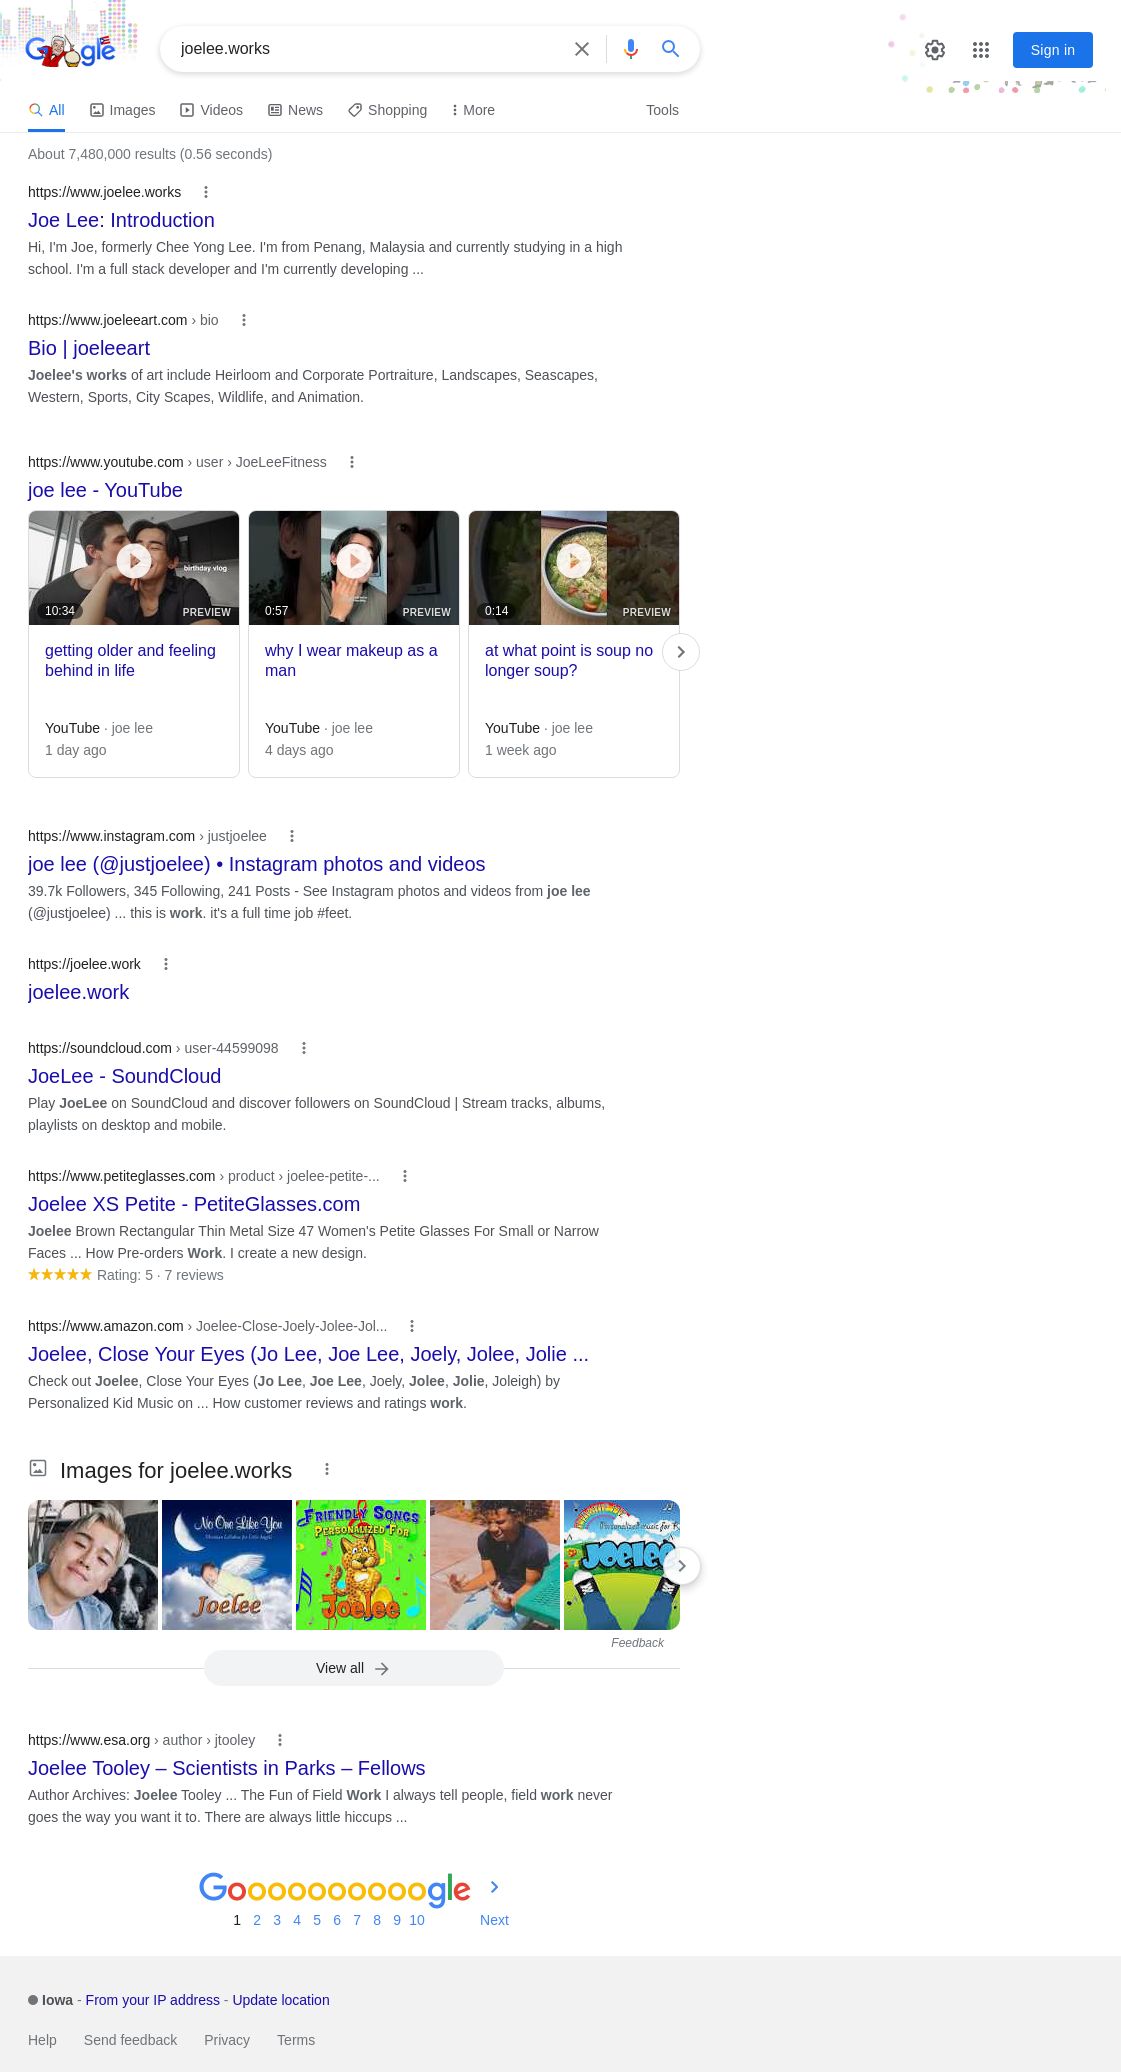 Google
joelee.works
Sign in
All
Images
Videos
News
Shopping
More
Tools
About 7,480,000 results (0.56 seconds)
https://www.joelee.works
Joe Lee: Introduction
Hi, I'm Joe, formerly Chee Yong Lee. I'm from Penang, Malaysia and currently studying in a high
school. I'm a full stack developer and I'm currently developing ...
https://www.joeleeart.com › bio
Bio | joeleeart
Joelee's works of art include Heirloom and Corporate Portraiture, Landscapes, Seascapes,
Western, Sports, City Scapes, Wildlife, and Animation.
https://www.youtube.com › user › JoeLeeFitness
joe lee - YouTube
birthday vlog
10:34
PREVIEW
0:57
PREVIEW
0:14
PREVIEW
getting older and feeling
behind in life
why I wear makeup as a
man
at what point is soup no
longer soup?
YouTube · joe lee
1 day ago
YouTube · joe lee
4 days ago
YouTube · joe lee
1 week ago
https://www.instagram.com › justjoelee
joe lee (@justjoelee) • Instagram photos and videos
39.7k Followers, 345 Following, 241 Posts - See Instagram photos and videos from joe lee
(@justjoelee) ... this is work. it's a full time job #feet.
https://joelee.work
joelee.work
https://soundcloud.com › user-44599098
JoeLee - SoundCloud
Play JoeLee on SoundCloud and discover followers on SoundCloud | Stream tracks, albums,
playlists on desktop and mobile.
https://www.petiteglasses.com › product › joelee-petite-...
Joelee XS Petite - PetiteGlasses.com
Joelee Brown Rectangular Thin Metal Size 47 Women's Petite Glasses For Small or Narrow
Faces ... How Pre-orders Work. I create a new design.
Rating: 5 · 7 reviews
https://www.amazon.com › Joelee-Close-Joely-Jolee-Jol...
Joelee, Close Your Eyes (Jo Lee, Joe Lee, Joely, Jolee, Jolie ...
Check out Joelee, Close Your Eyes (Jo Lee, Joe Lee, Joely, Jolee, Jolie, Joleigh) by
Personalized Kid Music on ... How customer reviews and ratings work.
Images for joelee.works
No One Like You
Joelee
FRIENDLY SONGS
PERSONALIZED FOR
Joelee
Personalized music for
Joelee
Feedback
View all
https://www.esa.org › author › jtooley
Joelee Tooley – Scientists in Parks – Fellows
Author Archives: Joelee Tooley ... The Fun of Field Work I always tell people, field work never
goes the way you want it to. There are always little hiccups ...
Goooooooooogle
1 2 3 4 5 6 7 8 9 10 Next
Iowa - From your IP address - Update location
Help
Send feedback
Privacy
Terms